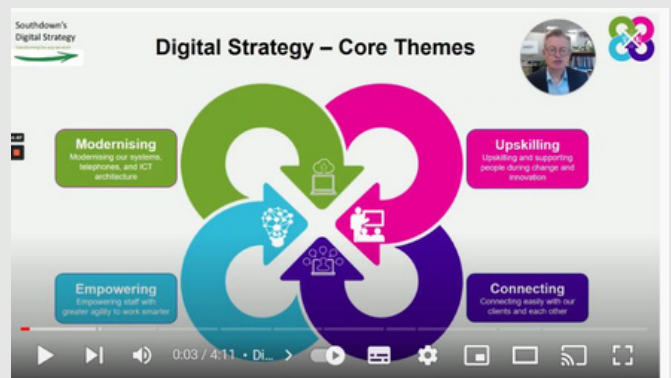 Southdown's
Digital Strategy
Digital Strategy – Core Themes
Modernising
Modernising our systems,
telephones, and ICT
architecture
Upskilling
Upskilling and supporting
people during change and
innovation
Empowering
Empowering staff with
greater agility to work smarter
Connecting
Connecting easily with our
clients and each other
0:03 / 4:11 • Di...